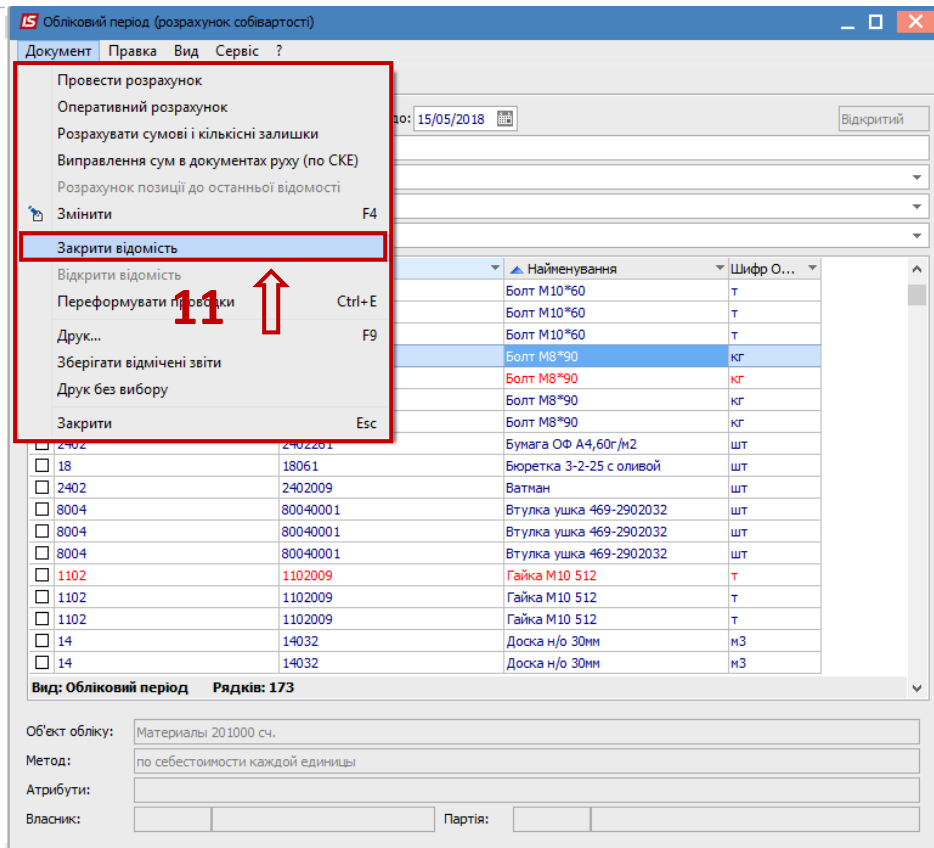 Обліковий період (розрахунок собівартості)
Документ Правка Вид Сервіс ?
Провести розрахунок
Оперативний розрахунок
до: 15/05/2018 Відкритий
Розрахувати сумові і кількісні залишки
Виправлення сум в документах руху (по СКЕ)
Розрахунок позиції до останньої відомості
Змінити F4
Закрити відомість
Відкрити відомість
Переформувати проводки Ctrl+E
11
Друк... F9
Зберігати відмічені звіти
Друк без вибору
Закрити Esc
Найменування Шифр О...
Болт М10*60 т
Болт М10*60 т
Болт М10*60 т
Болт М8*90 кг
Болт М8*90 кг
Болт М8*90 кг
Болт М8*90 кг
2402 2402261 Бумага ОФ А4,60г/м2 шт
18 18061 Бюретка 3-2-25 с оливой шт
2402 2402009 Ватман шт
8004 80040001 Втулка ушка 469-2902032 шт
8004 80040001 Втулка ушка 469-2902032 шт
8004 80040001 Втулка ушка 469-2902032 шт
1102 1102009 Гайка М10 512 т
1102 1102009 Гайка М10 512 т
1102 1102009 Гайка М10 512 т
14 14032 Доска н/о 30мм м3
14 14032 Доска н/о 30мм м3
Вид: Обліковий період Рядків: 173
Об'єкт обліку: Материалы 201000 сч.
Метод: по себестоимости каждой единицы
Атрибути:
Власник: Партія: